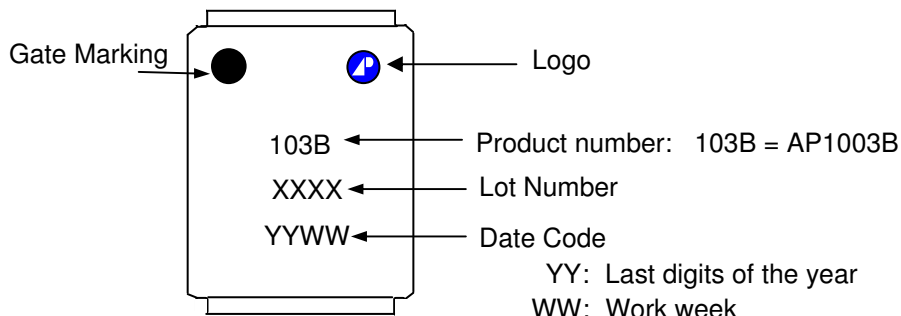 Gate Marking
AP
Logo
103B
Product number: 103B = AP1003B
XXXX
Lot Number
YYWW
Date Code
YY: Last digits of the year
WW: Work week